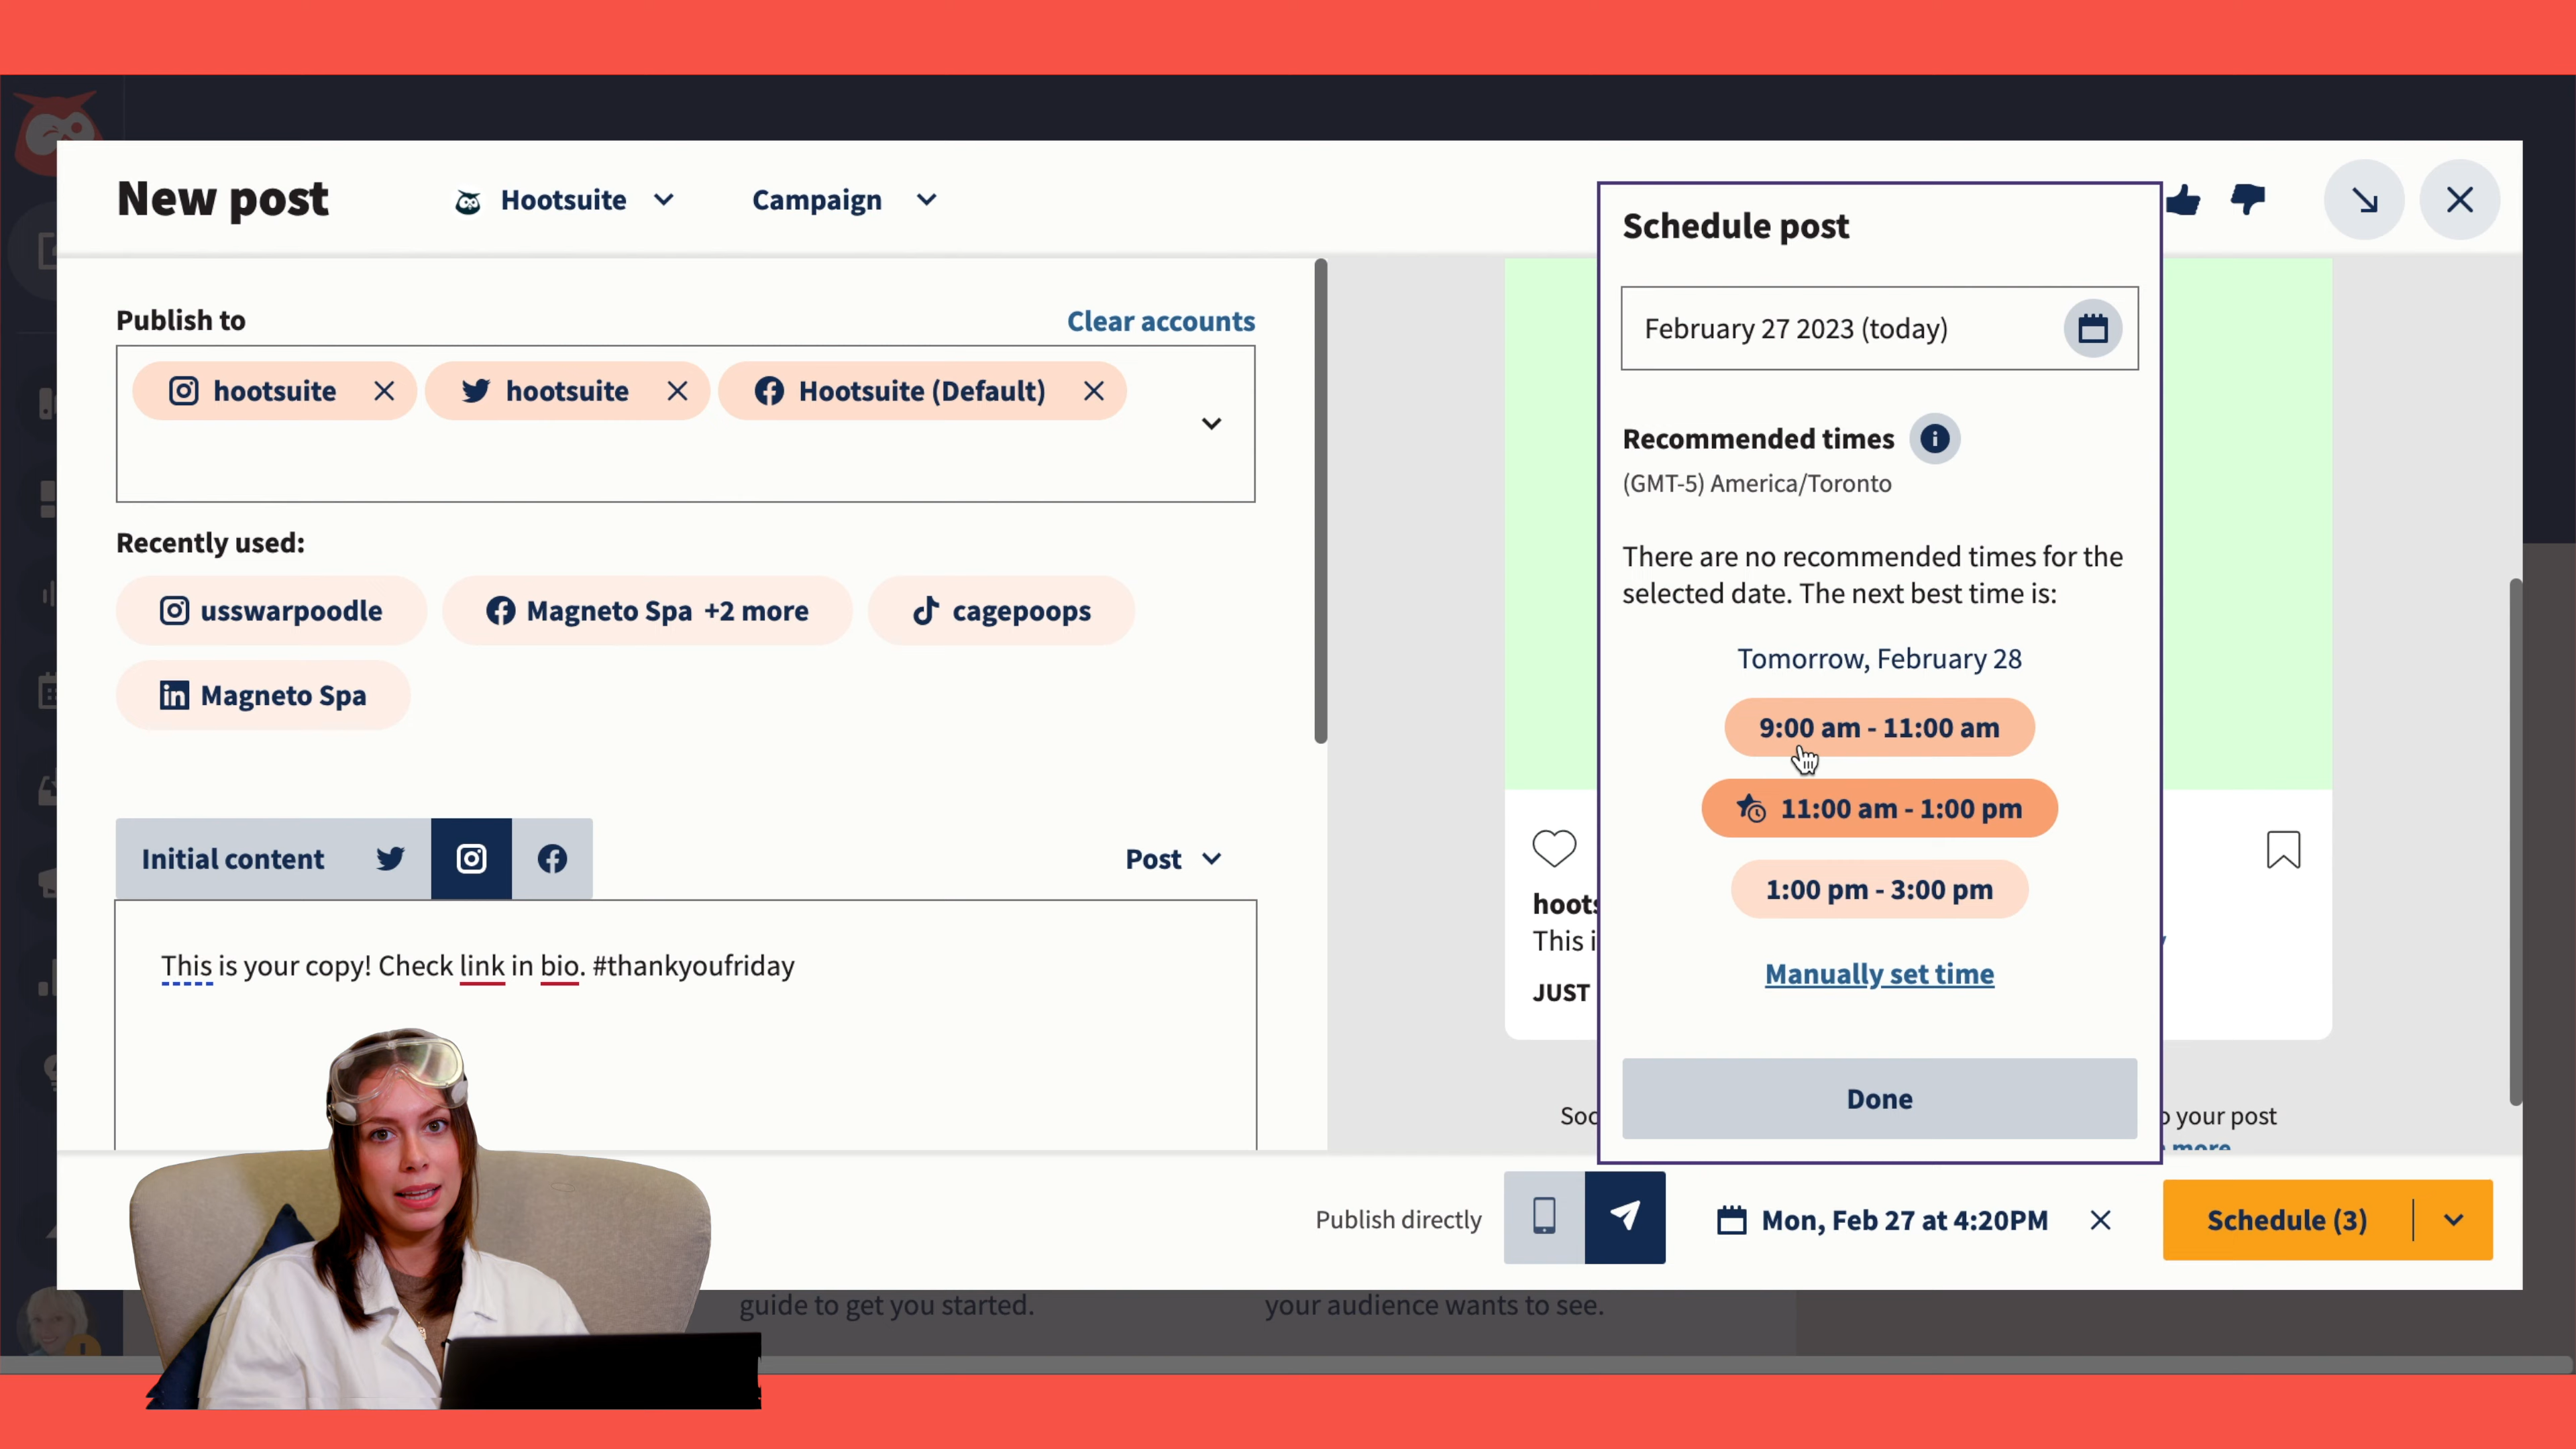 New post
Hootsuite
Campaign
Publish to
Clear accounts
hootsuite
hootsuite
Hootsuite (Default)
Recently used:
usswarpoodle
Magneto Spa +2 more
cagepoops
Magneto Spa
Initial content
Post
This is your copy! Check link in bio. #thankyoufriday
Schedule post
February 27 2023 (today)
Recommended times
(GMT-5) America/Toronto
There are no recommended times for the
selected date. The next best time is:
Tomorrow, February 28
9:00 am - 11:00 am
11:00 am - 1:00 pm
1:00 pm - 3:00 pm
Manually set time
Done
This i
JUST
your post
more
Publish directly
Mon, Feb 27 at 4:20PM
Schedule (3)
guide to get you started.
your audience wants to see.